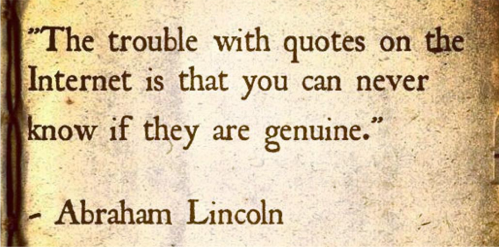 "The trouble with quotes on the
Internet is that you can never
know if they are genuine."
- Abraham Lincoln